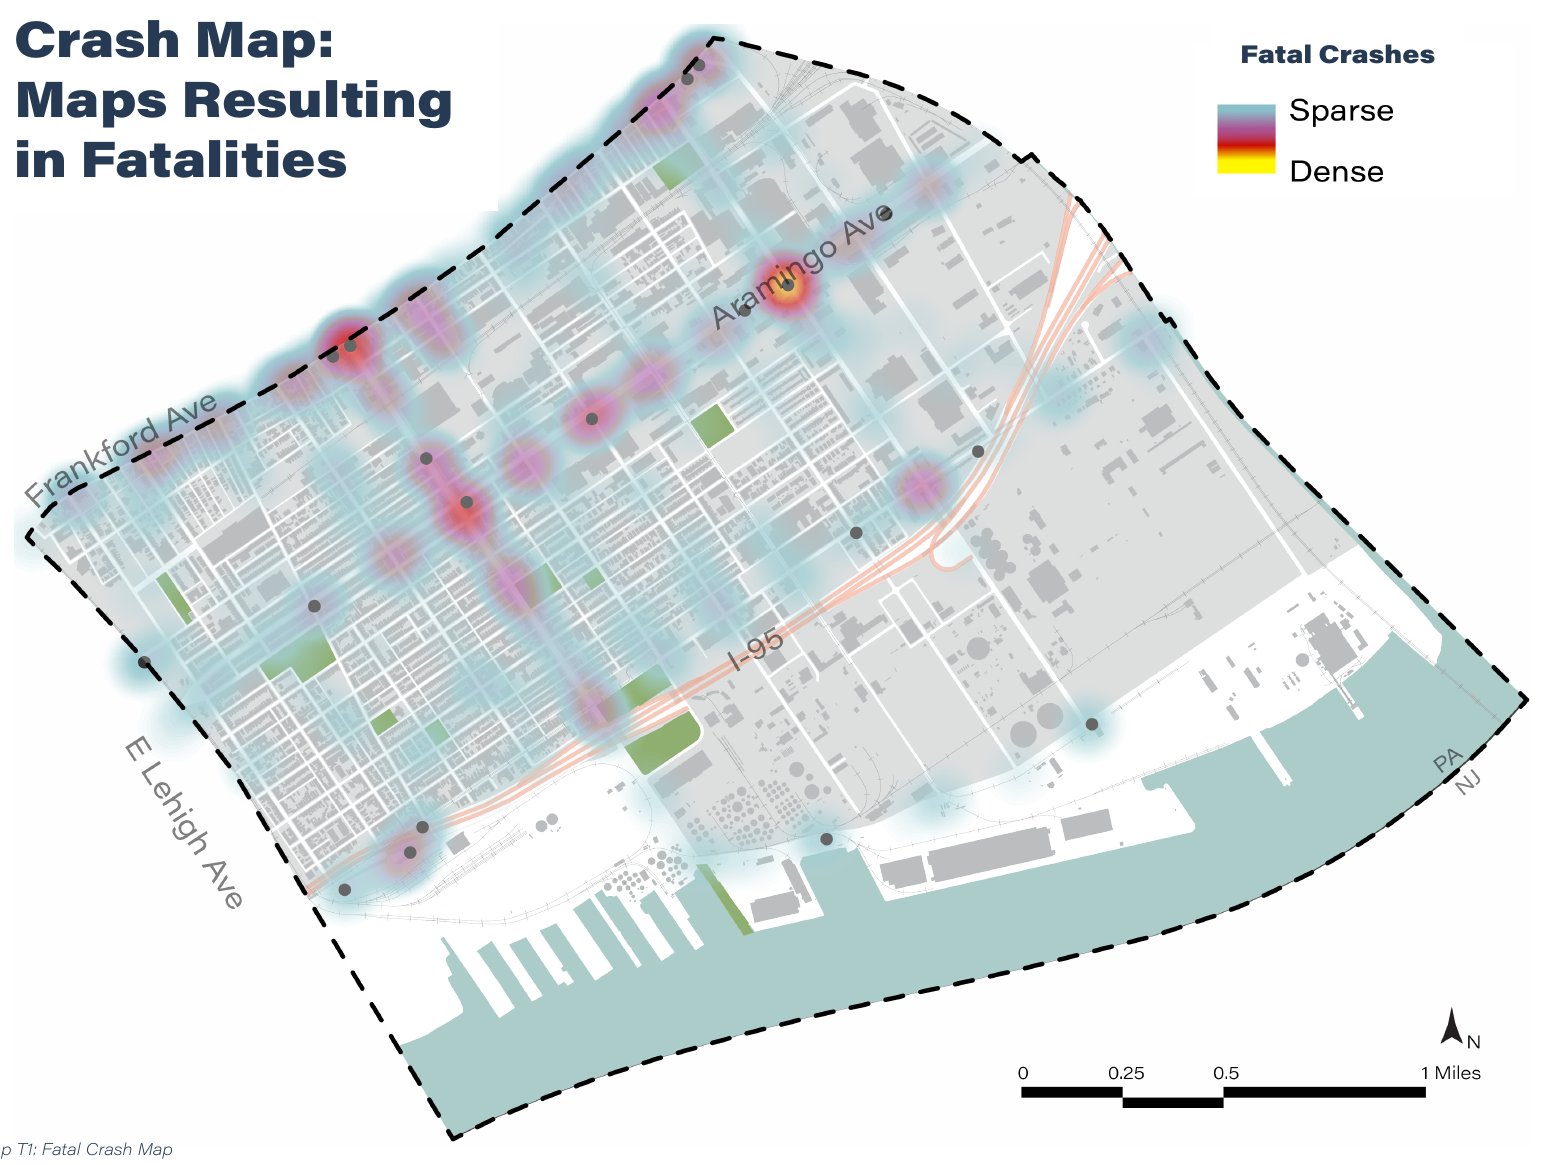 Crash Map:
Maps Resulting
in Fatalities
Fatal Crashes
Sparse
Dense
Aramingo Ave
Frankford Ave
I-95
E Lehigh Ave
PA
NJ
N
0 0.25 0.5 1 Miles
p T1: Fatal Crash Map